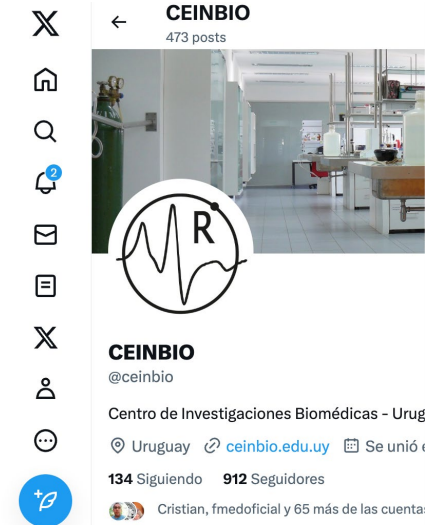 CEINBIO
473 posts
2
R
CEINBIO
@ceinbio
Centro de Investigaciones Biomédicas - Urug
Uruguay ceinbio.edu.uy Se unió e
134 Siguiendo 912 Seguidores
Cristian, fmedoficial y 65 más de las cuentas